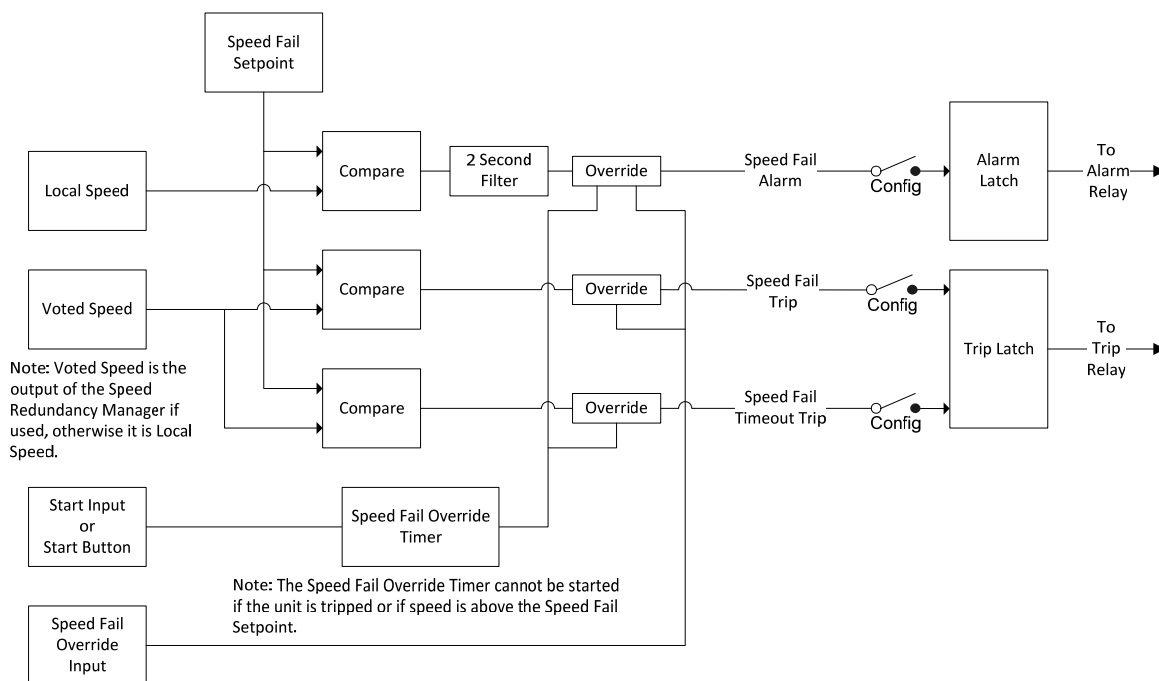 Speed Fail
Setpoint
Local Speed
Compare
2 Second
Filter
Override
Speed Fail
Alarm
Config
Alarm
Latch
To
Alarm
Relay
Voted Speed
Compare
Override
Speed Fail
Trip
Config
Trip Latch
To
Trip
Relay
Note: Voted Speed is the
output of the Speed
Redundancy Manager if
used, otherwise it is Local
Speed.
Compare
Override
Speed Fail
Timeout Trip
Config
Start Input
or
Start Button
Speed Fail Override
Timer
Note: The Speed Fail Override Timer cannot be started
if the unit is tripped or if speed is above the Speed Fail
Setpoint.
Speed Fail
Override
Input